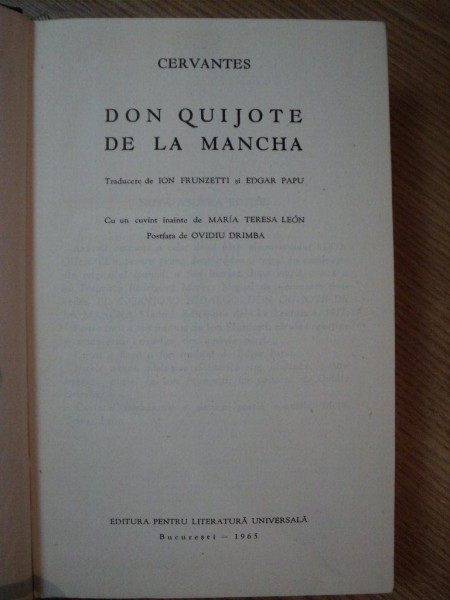 CERVANTES
DON QUIJOTE
DE LA MANCHA
Traducere de ION FRUNZETTI și EDGAR PAPU
Cu un cuvînt înainte de MARÍA TERESA LEÓN
Postfața de OVIDIU DRIMBA
EDITURA PENTRU LITERATURĂ UNIVERSALĂ
București — 1965